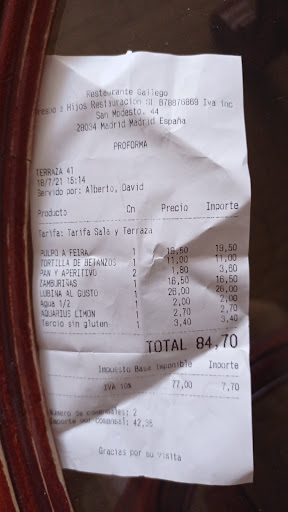 Restaurante Gallego
Crespo e Hijos Restauración Sl B78876869 Iva inc
San Modesto, 44
28034 Madrid Madrid España
PROFORMA
TERRAZA 41
18/7/21 15:14
Servido por: Alberto, David
Producto Cn Precio Importe
Tarifa: Tarifa Sala y Terraza
PULPO A FEIRA 1 19,50 19,50
TORTILLA DE BETANZOS 1 11,00 11,00
PAN Y APERITIVO 2 1,80 3,60
ZAMBURIÑAS 1 16,50 16,50
LUBINA AL GUSTO 1 26,00 26,00
Agua 1/2 1 2,00 2,00
AQUARIUS LIMON 1 2,70 2,70
Tercio sin gluten 1 3,40 3,40
TOTAL 84,70
Impuesto Base Imponible Importe
IVA 10% 77,00 7,70
Número de comensales: 2
Importe por comensal: 42,35
Gracias por su visita